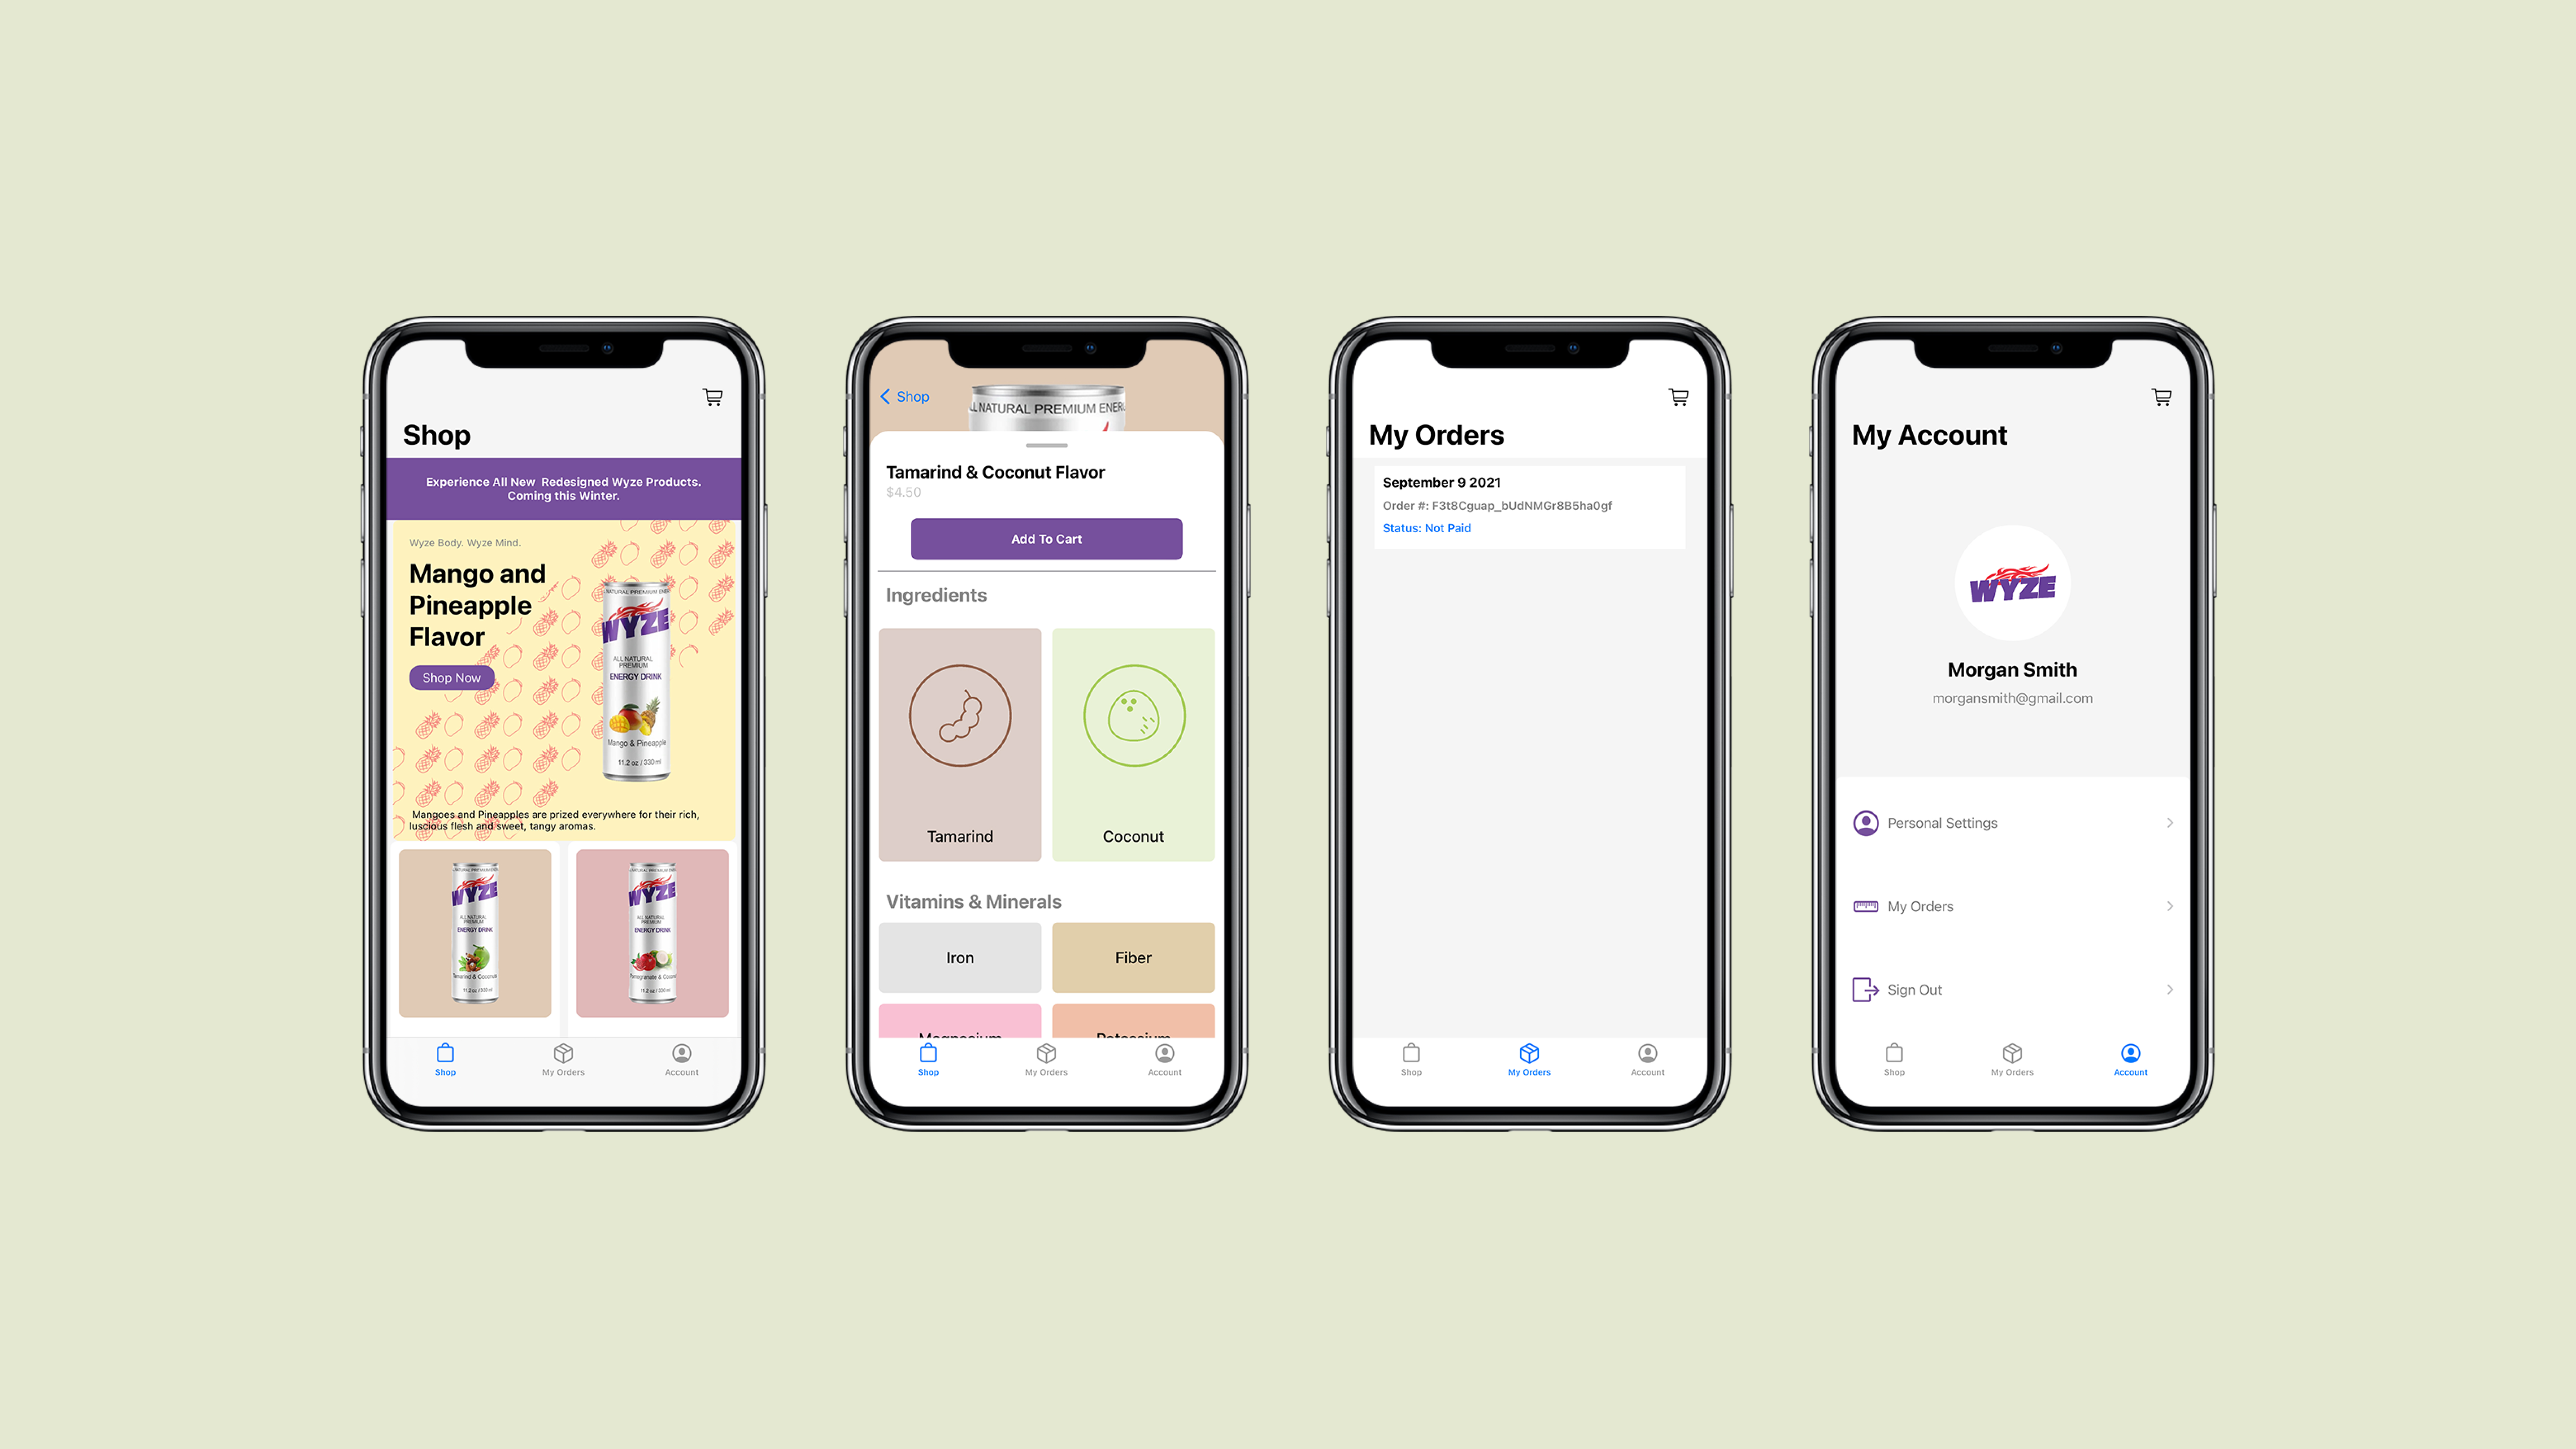 Shop
Experience All New Redesigned Wyze Products.
Coming this Winter.
Wyze Body. Wyze Mind.
Mango and
Pineapple
Flavor
Shop Now
NATURAL PREMIUM
WYZE
ALL NATURAL
PREMIUM
ENERGY DRINK
Mango & Pineapple
11.2 oz / 330 ml
Mangoes and Pineapples are prized everywhere for their rich,
luscious flesh and sweet, tangy aromas.
WYZE
ALL NATURAL
PREMIUM
ENERGY DRINK
Tamarind & Coconut
11.2 oz / 330 ml
WYZE
ALL NATURAL
PREMIUM
ENERGY DRINK
Pomegranate & Coconut
11.2 oz / 330 ml
Shop
My Orders
Account
Shop
NATURAL PREMIUM
Tamarind & Coconut Flavor
$4.50
Add To Cart
Ingredients
Tamarind
Coconut
Vitamins & Minerals
Iron
Fiber
Magnesium
Potassium
Shop
My Orders
Account
My Orders
September 9 2021
Order #: F3t8Cguap_bUdNMGr8B5ha0gf
Status: Not Paid
Shop
My Orders
Account
My Account
WYZE
Morgan Smith
morgansmith@gmail.com
Personal Settings
My Orders
Sign Out
Shop
My Orders
Account